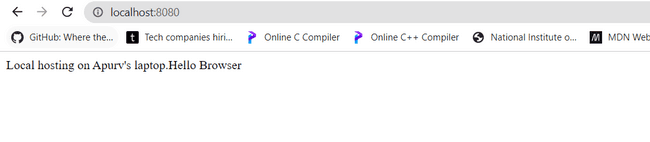 localhost:8080
GitHub: Where the... Tech companies hiri... Online C Compiler Online C++ Compiler National Institute o... MDN Web
Local hosting on Apurv's laptop.Hello Browser